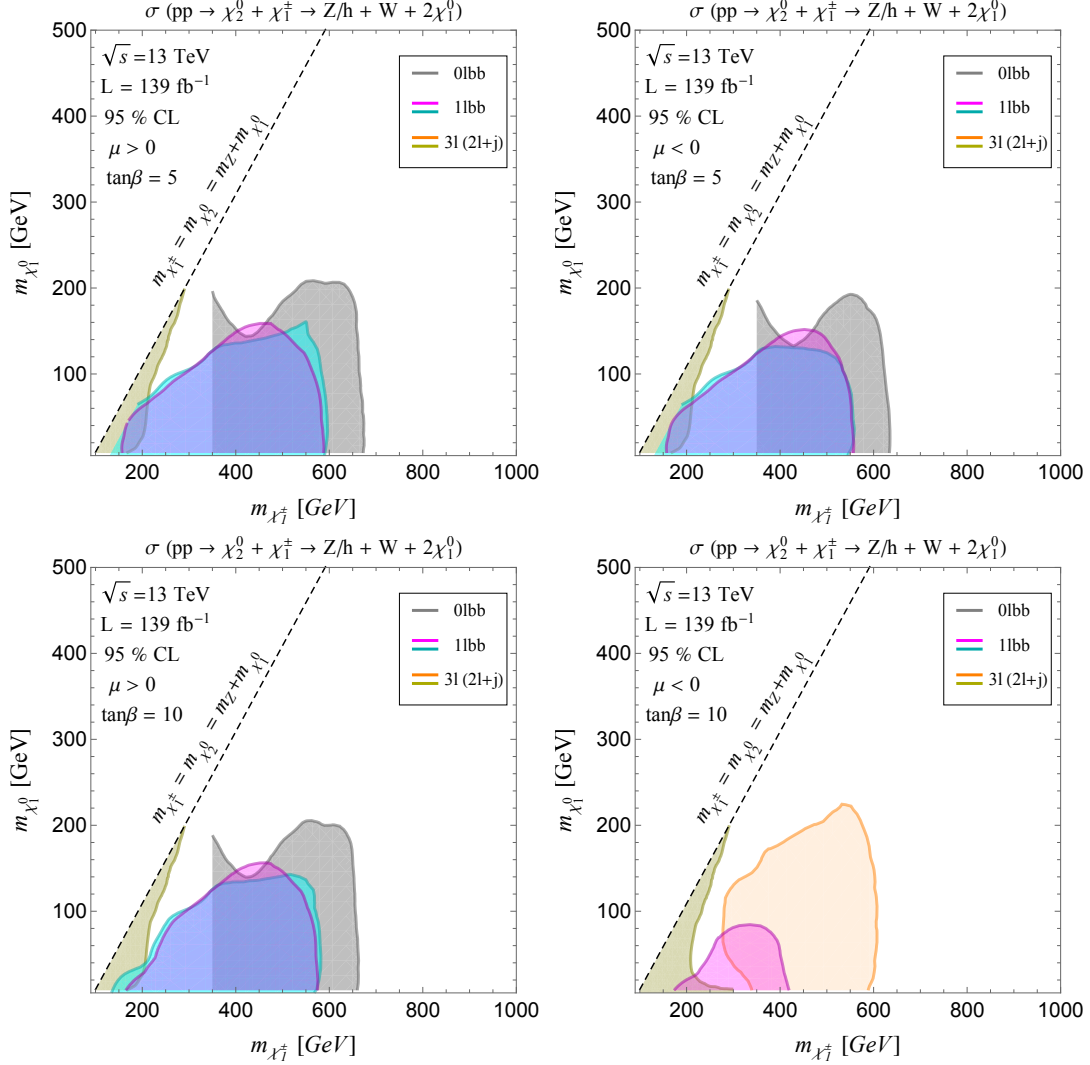 σ (pp → χ₂⁰ + χ₁± → Z/h + W + 2χ₁⁰)
√s =13 TeV
L = 139 fb⁻¹
95 % CL
μ > 0
tanβ = 5
0lbb
1lbb
3l (2l+j)
m_χ₁± = m_χ₂⁰ = m_Z+m_χ₁⁰
500
400
300
200
100
m_χ₁⁰ [GeV]
200 400 600 800 1000
m_χ₁± [GeV]
σ (pp → χ₂⁰ + χ₁± → Z/h + W + 2χ₁⁰)
√s =13 TeV
L = 139 fb⁻¹
95 % CL
μ < 0
tanβ = 5
0lbb
1lbb
3l (2l+j)
m_χ₁± = m_χ₂⁰ = m_Z+m_χ₁⁰
500
400
300
200
100
m_χ₁⁰ [GeV]
200 400 600 800 1000
m_χ₁± [GeV]
σ (pp → χ₂⁰ + χ₁± → Z/h + W + 2χ₁⁰)
√s =13 TeV
L = 139 fb⁻¹
95 % CL
μ > 0
tanβ = 10
0lbb
1lbb
3l (2l+j)
m_χ₁± = m_χ₂⁰ = m_Z+m_χ₁⁰
500
400
300
200
100
m_χ₁⁰ [GeV]
200 400 600 800 1000
m_χ₁± [GeV]
σ (pp → χ₂⁰ + χ₁± → Z/h + W + 2χ₁⁰)
√s =13 TeV
L = 139 fb⁻¹
95 % CL
μ < 0
tanβ = 10
0lbb
1lbb
3l (2l+j)
m_χ₁± = m_χ₂⁰ = m_Z+m_χ₁⁰
500
400
300
200
100
m_χ₁⁰ [GeV]
200 400 600 800 1000
m_χ₁± [GeV]